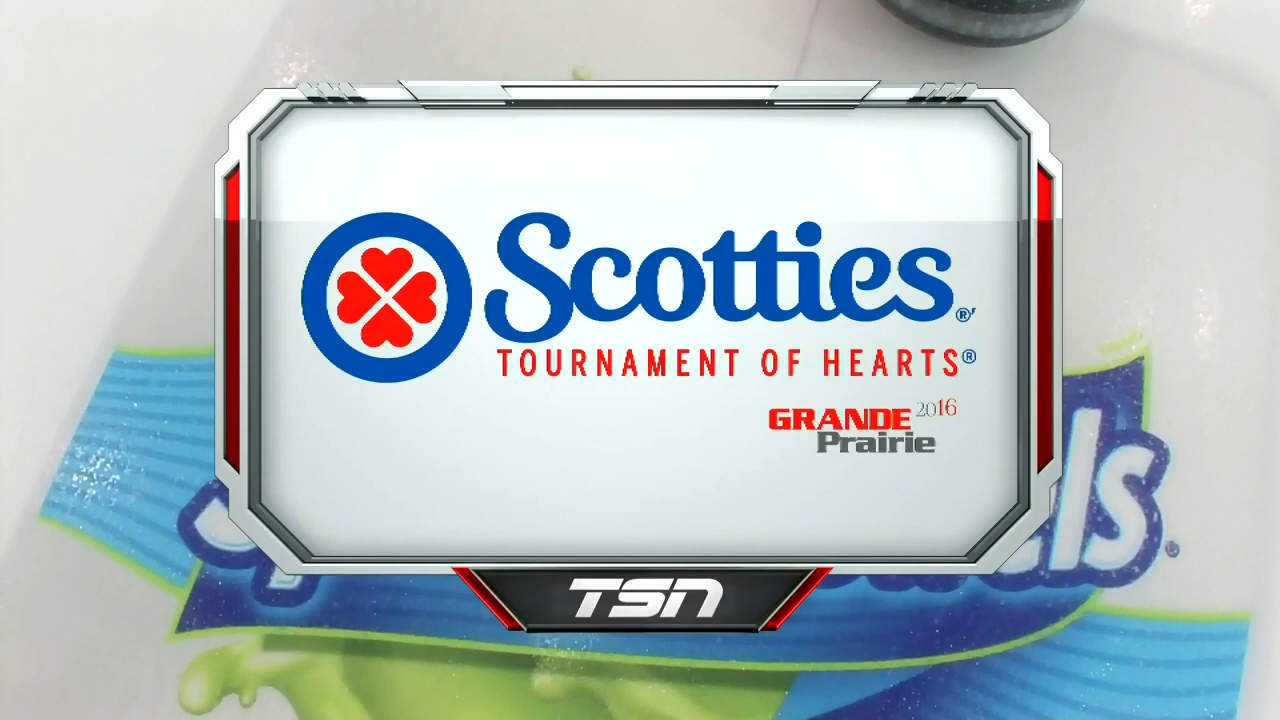 Scotties®'
TOURNAMENT OF HEARTS®
GRANDE 2016
Prairie
TSN